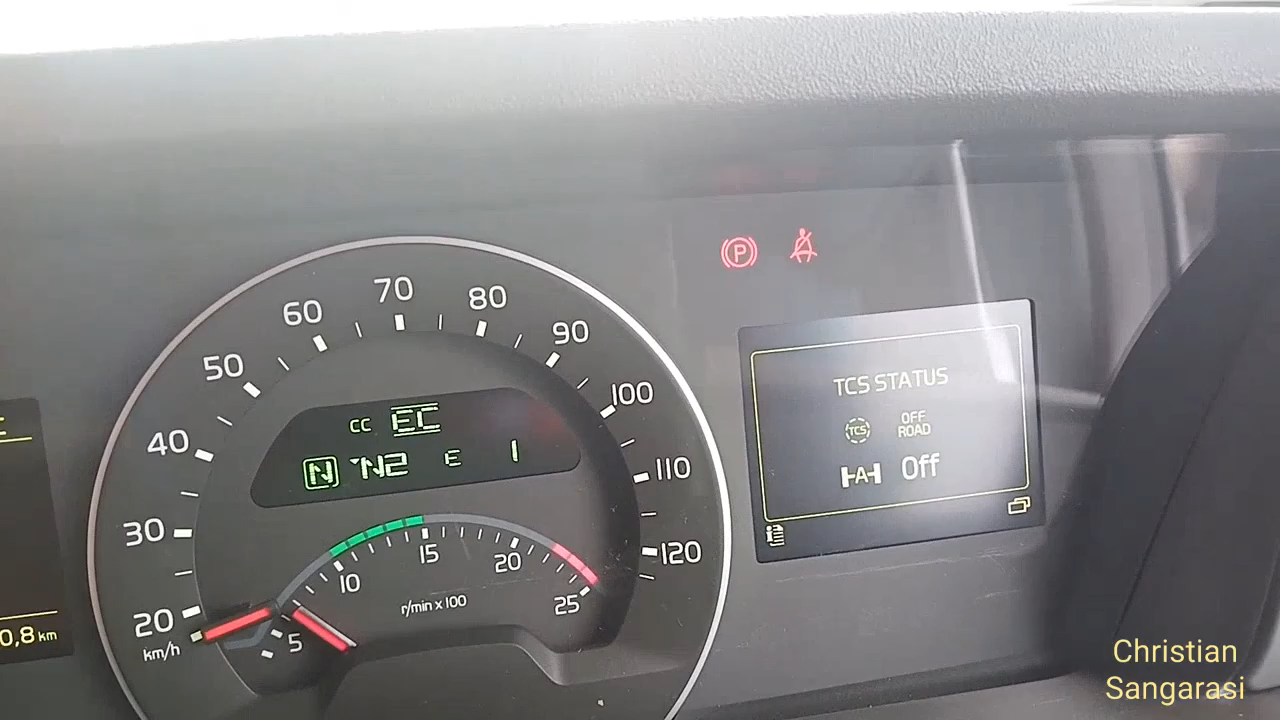 60 70 80
50 90
40 100
30 110
20 120
km/h
CC EC
N N2 E 1
5 10 15 20 25
r/min x 100
P
TCS STATUS
TCS OFF
ROAD
A Off
0,8 km
Christian
Sangarasi